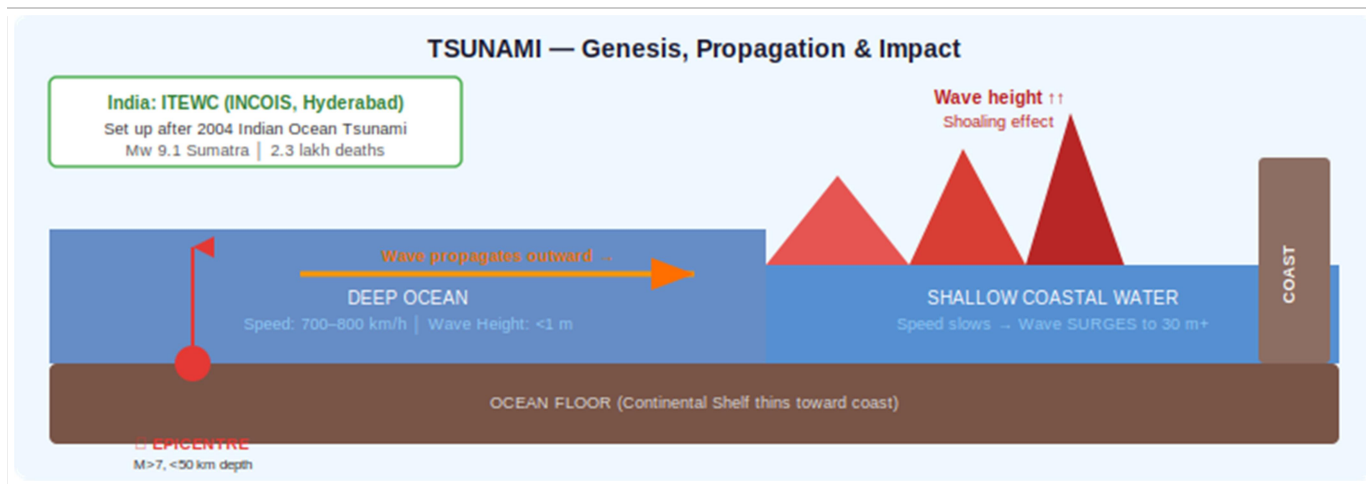 TSUNAMI — Genesis, Propagation & Impact
India: ITEWC (INCOIS, Hyderabad)
Set up after 2004 Indian Ocean Tsunami
Mw 9.1 Sumatra │ 2.3 lakh deaths
Wave height ↑↑
Shoaling effect
Wave propagates outward →
DEEP OCEAN
Speed: 700–800 km/h │ Wave Height: <1 m
SHALLOW COASTAL WATER
Speed slows → Wave SURGES to 30 m+
COAST
OCEAN FLOOR (Continental Shelf thins toward coast)
EPICENTRE
M>7, <50 km depth